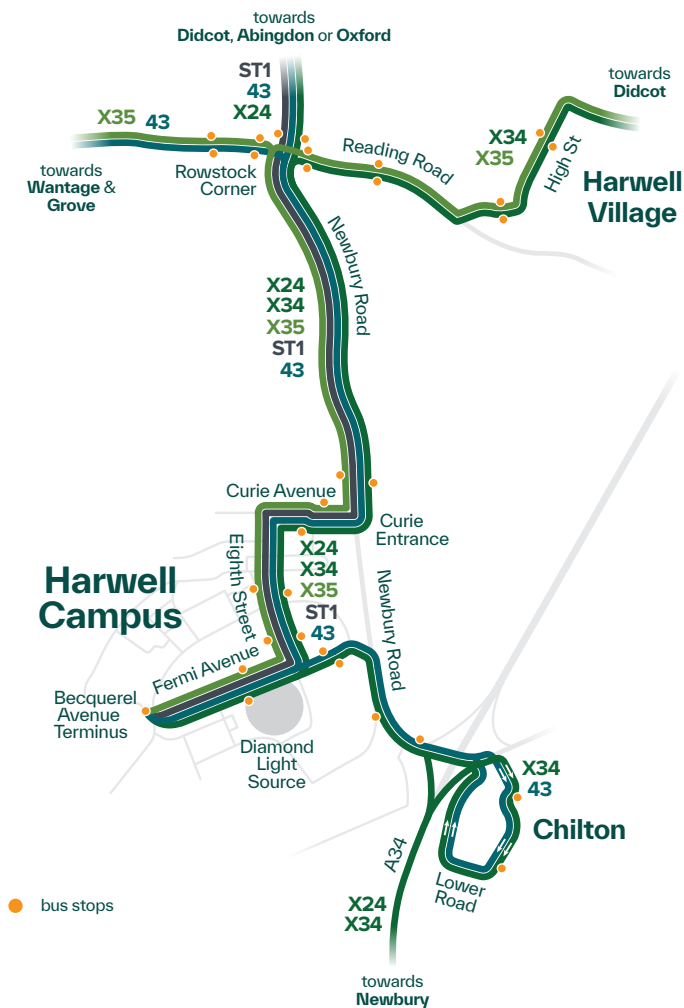 towards
Didcot, Abingdon or Oxford
ST1
43
X24
X35 43
towards
Didcot
X34
X35
High St
Harwell
Village
Reading Road
Rowstock
Corner
towards
Wantage &
Grove
Newbury Road
X24
X34
X35
ST1
43
Curie Avenue
Curie
Entrance
X24
X34
X35
ST1
43
Harwell
Campus
Eighth Street
Newbury Road
Fermi Avenue
Becquerel
Avenue
Terminus
Diamond
Light
Source
X34
43
Chilton
A34
Lower
Road
bus stops
X24
X34
towards
Newbury